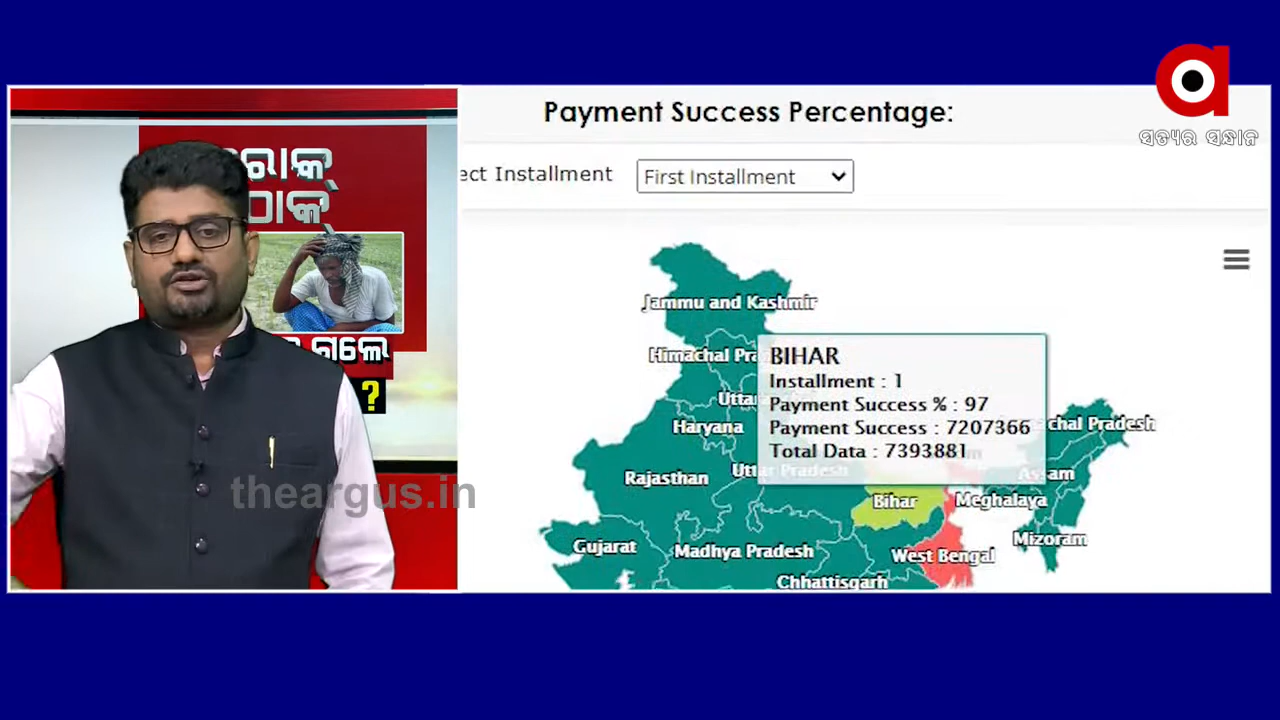 ସତ୍ୟର ସନ୍ଧାନ
Payment Success Percentage:
ect Installment
First Installment
ରୋକ୍
ଠୋକ୍
ଗଲେ
?
theargus.in
Jammu and Kashmir
Himachal Pra
Utta
Haryana
Rajasthan
Uttar Pradesh
Gujarat
Madhya Pradesh
Chhattisgarh
BIHAR
Installment : 1
Payment Success % : 97
Payment Success : 7207366
Total Data : 7393881
chal Pradesh
Assam
Bihar
Meghalaya
Mizoram
West Bengal